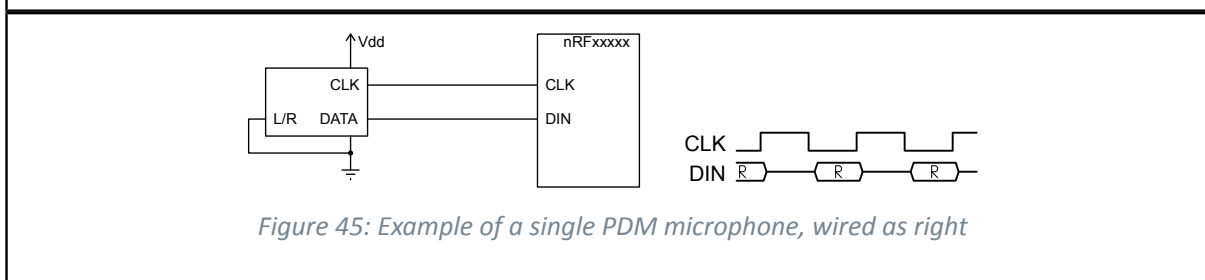 Vdd
nRFxxxxx
CLK
CLK
L/R DATA
DIN
CLK
DIN R R R
Figure 45: Example of a single PDM microphone, wired as right